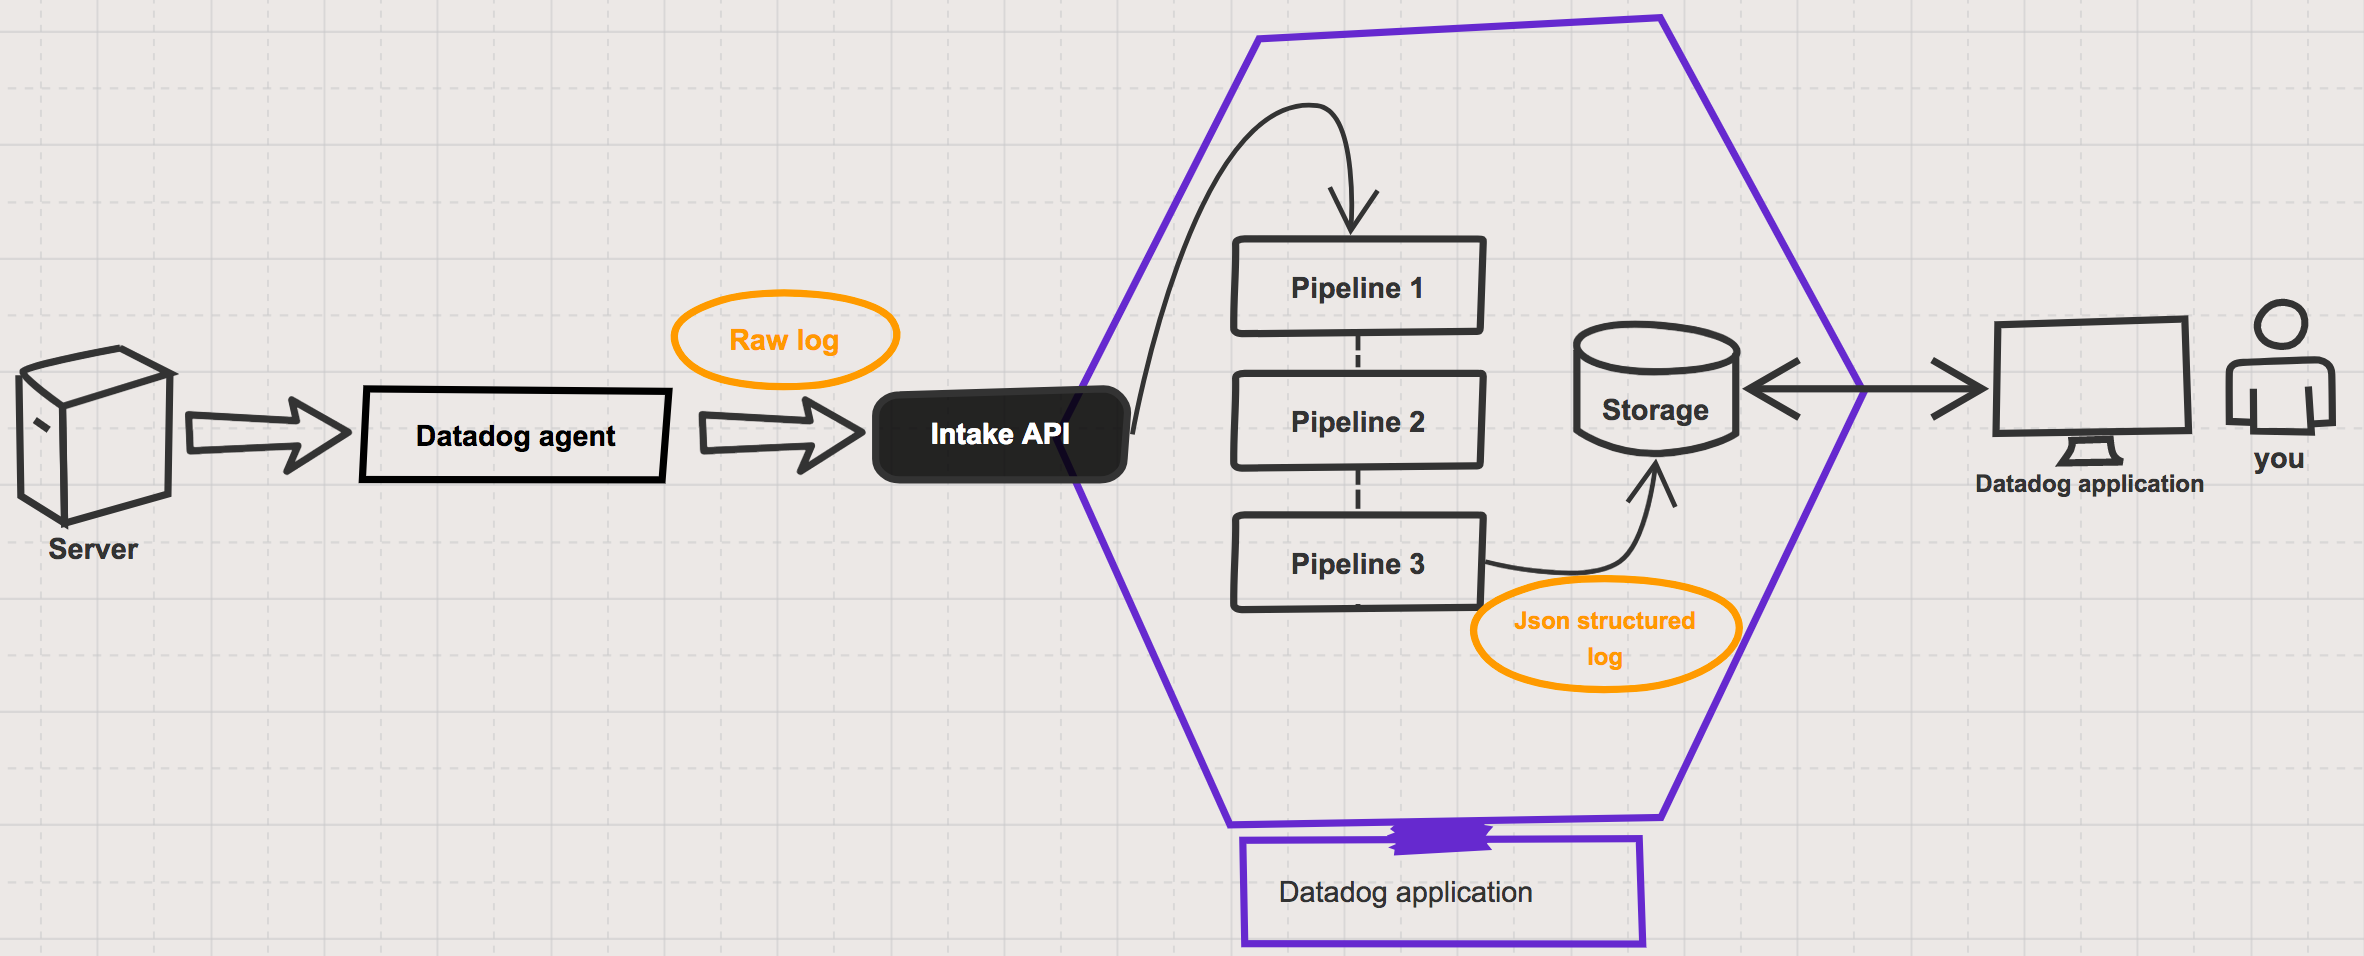 Server
Datadog agent
Raw log
Intake API
Pipeline 1
Pipeline 2
Pipeline 3
Json structured
log
Storage
Datadog application
you
Datadog application